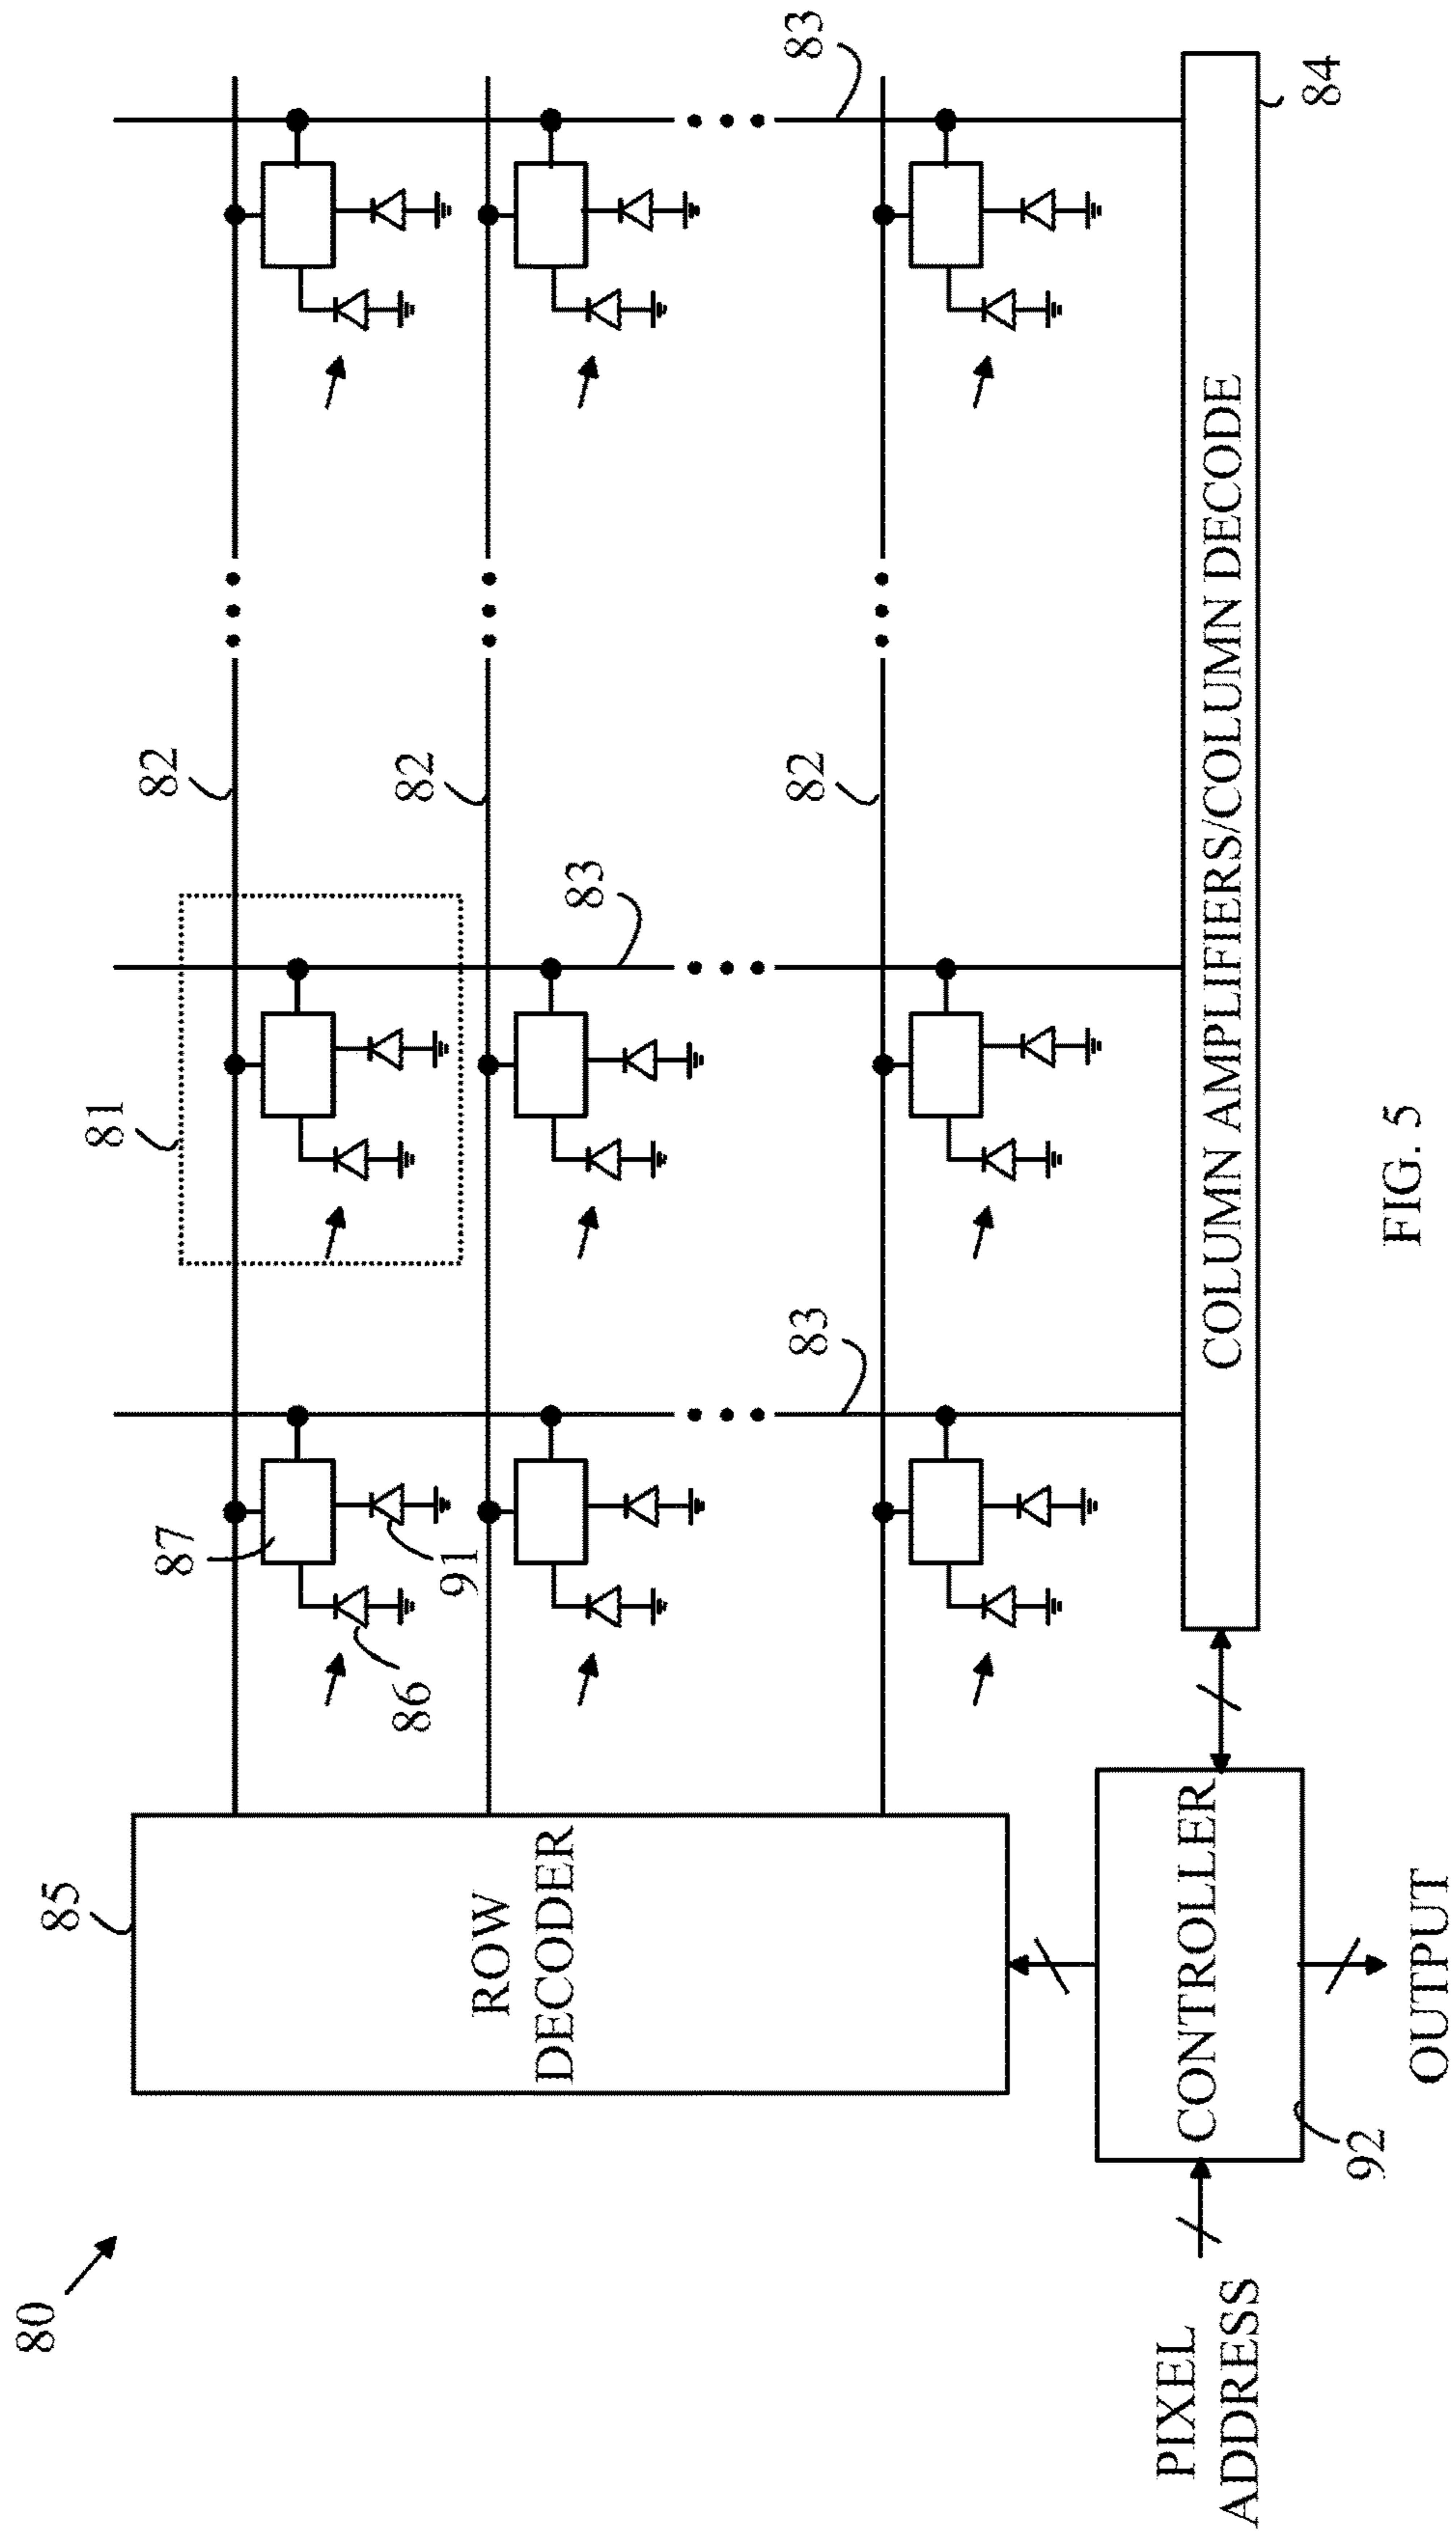 80
85
81
82
83
82
83
82
83
87
91
86
ROW
DECODER
COLUMN AMPLIFIERS/COLUMN DECODE
84
CONTROLLER
92
PIXEL
ADDRESS
OUTPUT
FIG. 5